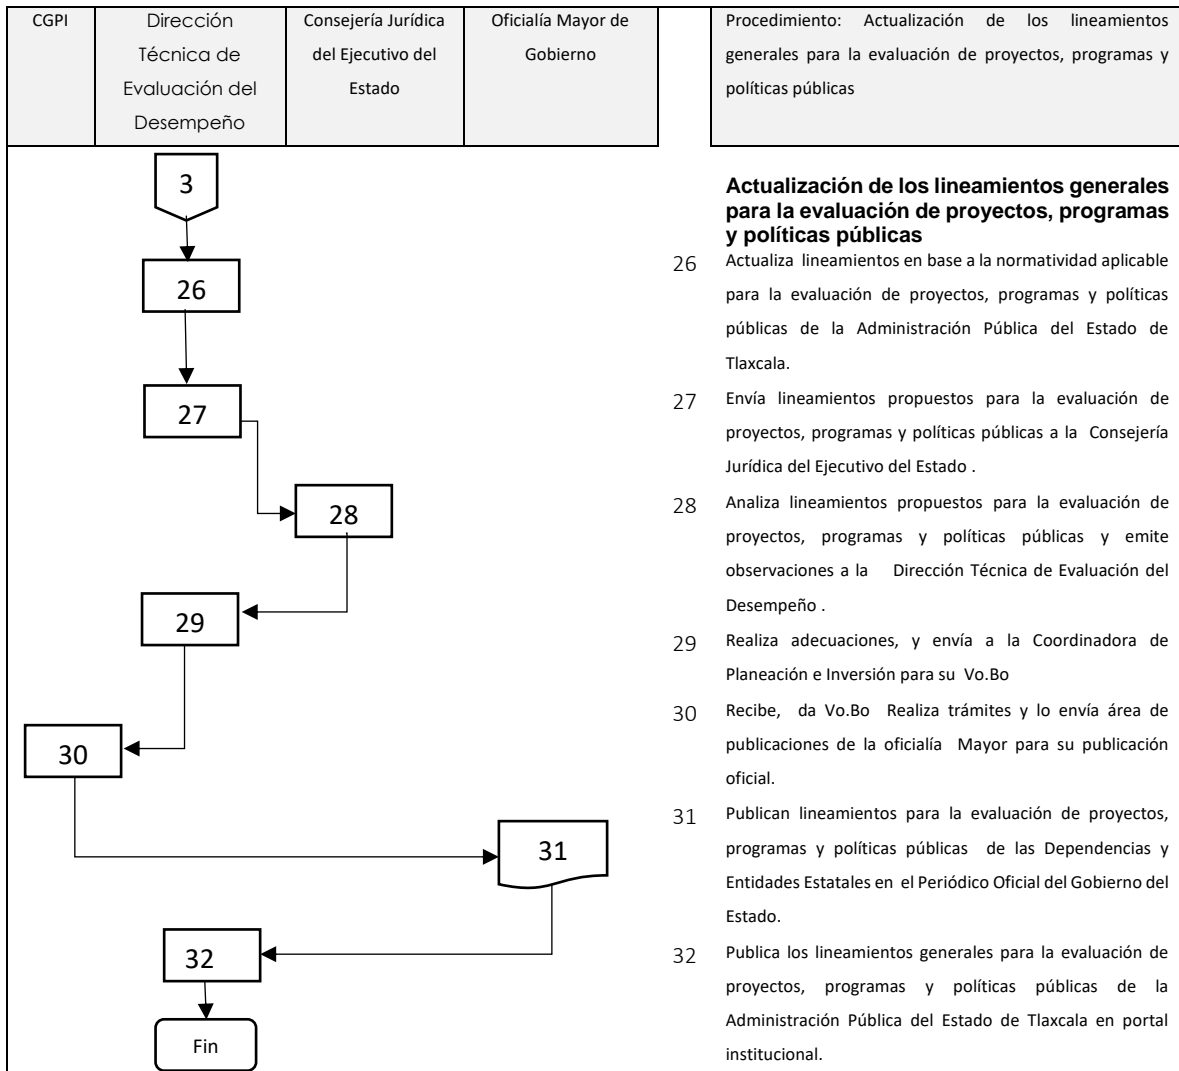 CGPI
Dirección
Técnica de
Evaluación del
Desempeño
Consejería Jurídica
del Ejecutivo del
Estado
Oficialía Mayor de
Gobierno
Procedimiento: Actualización de los lineamientos
generales para la evaluación de proyectos, programas y
políticas públicas
3
26
27
28
29
30
31
32
Fin
Actualización de los lineamientos generales
para la evaluación de proyectos, programas
y políticas públicas
26 Actualiza lineamientos en base a la normatividad aplicable
para la evaluación de proyectos, programas y políticas
públicas de la Administración Pública del Estado de
Tlaxcala.
27 Envía lineamientos propuestos para la evaluación de
proyectos, programas y políticas públicas a la Consejería
Jurídica del Ejecutivo del Estado .
28 Analiza lineamientos propuestos para la evaluación de
proyectos, programas y políticas públicas y emite
observaciones a la Dirección Técnica de Evaluación del
Desempeño .
29 Realiza adecuaciones, y envía a la Coordinadora de
Planeación e Inversión para su Vo.Bo
30 Recibe, da Vo.Bo Realiza trámites y lo envía área de
publicaciones de la oficialía Mayor para su publicación
oficial.
31 Publican lineamientos para la evaluación de proyectos,
programas y políticas públicas de las Dependencias y
Entidades Estatales en el Periódico Oficial del Gobierno del
Estado.
32 Publica los lineamientos generales para la evaluación de
proyectos, programas y políticas públicas de la
Administración Pública del Estado de Tlaxcala en portal
institucional.